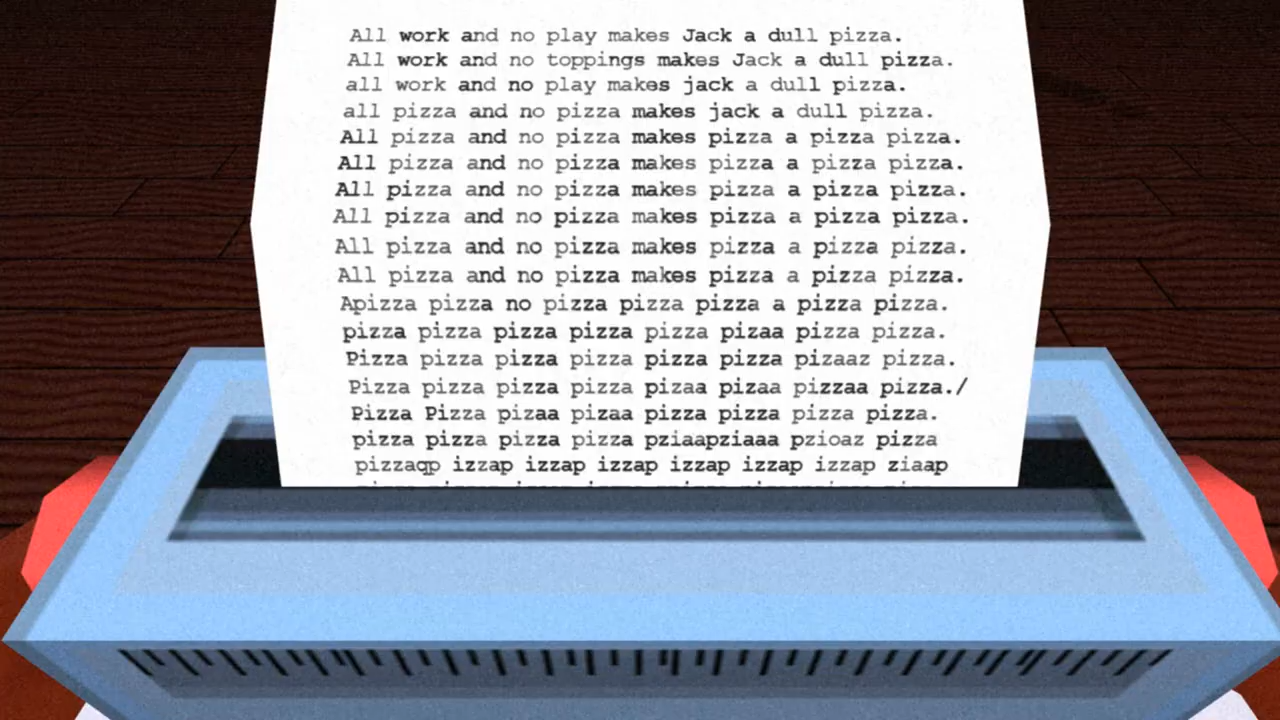 All work and no play makes Jack a dull pizza.
All work and no toppings makes Jack a dull pizza.
all work and no play makes jack a dull pizza.
all pizza and no pizza makes jack a dull pizza.
All pizza and no pizza makes pizza a pizza pizza.
All pizza and no pizza makes pizza a pizza pizza.
All pizza and no pizza makes pizza a pizza pizza.
All pizza and no pizza makes pizza a pizza pizza.
All pizza and no pizza makes pizza a pizza pizza.
All pizza and no pizza makes pizza a pizza pizza.
Apizza pizza no pizza pizza pizza a pizza pizza.
pizza pizza pizza pizza pizza pizaa pizza pizza.
Pizza pizza pizza pizza pizza pizza pizaaz pizza.
Pizza pizza pizza pizza pizaa pizaa pizzaa pizza./
Pizza Pizza pizaa pizaa pizza pizza pizza pizza.
pizza pizza pizza pizza pziaapziaaa pzioaz pizza
pizzaqp izzap izzap izzap izzap izzap izzap ziaap